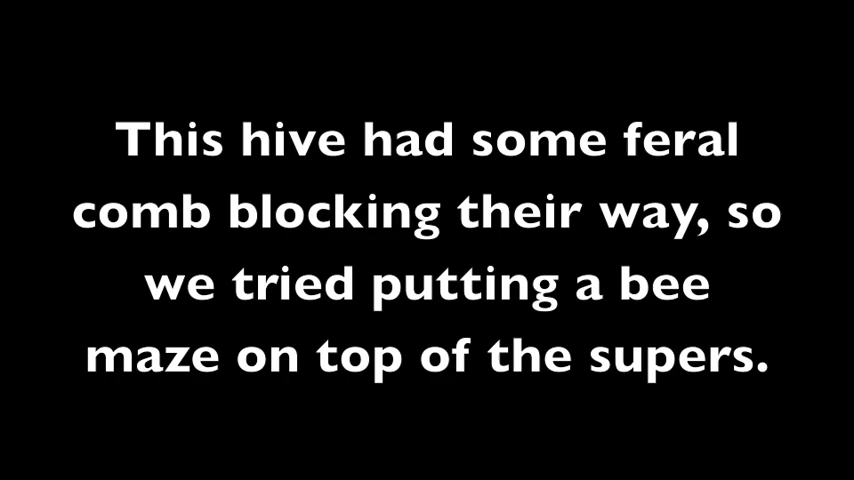 This hive had some feral
comb blocking their way, so
we tried putting a bee
maze on top of the supers.